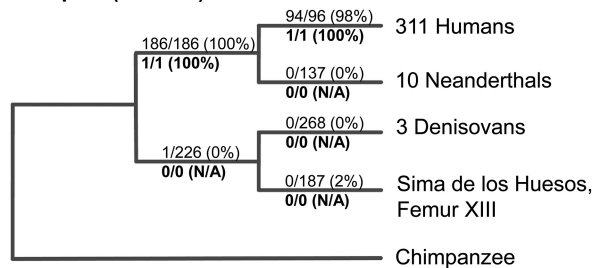 94/96 (98%)
1/1 (100%)
311 Humans
186/186 (100%)
1/1 (100%)
0/137 (0%)
0/0 (N/A)
10 Neanderthals
0/268 (0%)
0/0 (N/A)
3 Denisovans
1/226 (0%)
0/0 (N/A)
0/187 (2%)
0/0 (N/A)
Sima de los Huesos,
Femur XIII
Chimpanzee